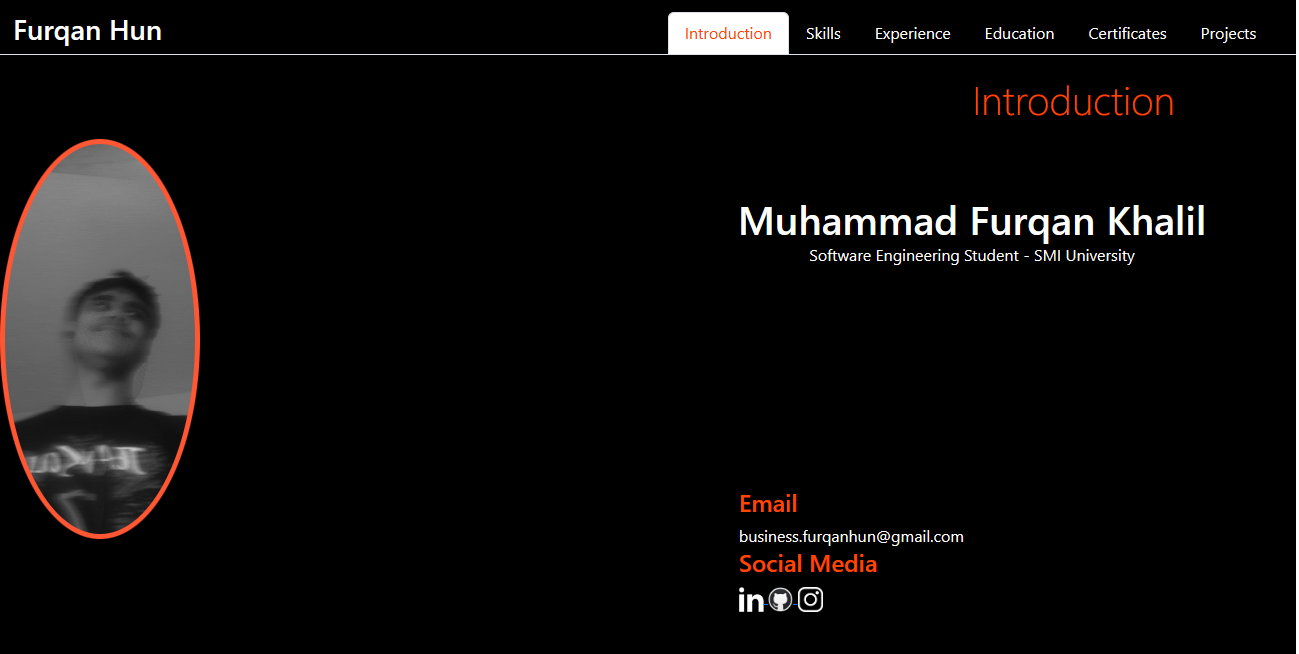 Furqan Hun
Introduction Skills Experience Education Certificates Projects
Introduction
Muhammad Furqan Khalil
Software Engineering Student - SMI University
Email
business.furqanhun@gmail.com
Social Media
in